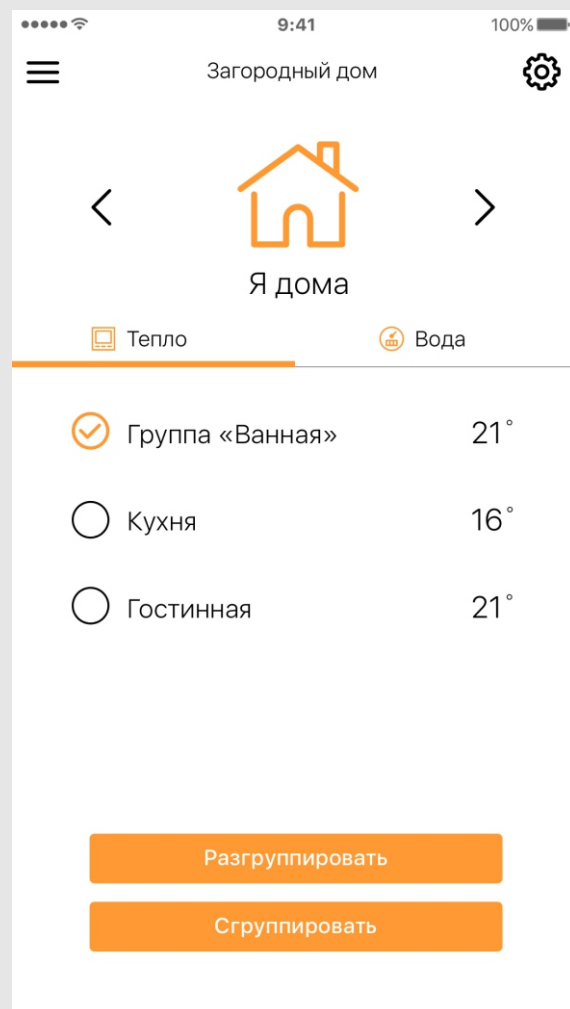 9:41
100%
Загородный дом
Я дома
Тепло
Вода
Группа «Ванная»
21°
Кухня
16°
Гостинная
21°
Разгруппировать
Сгруппировать